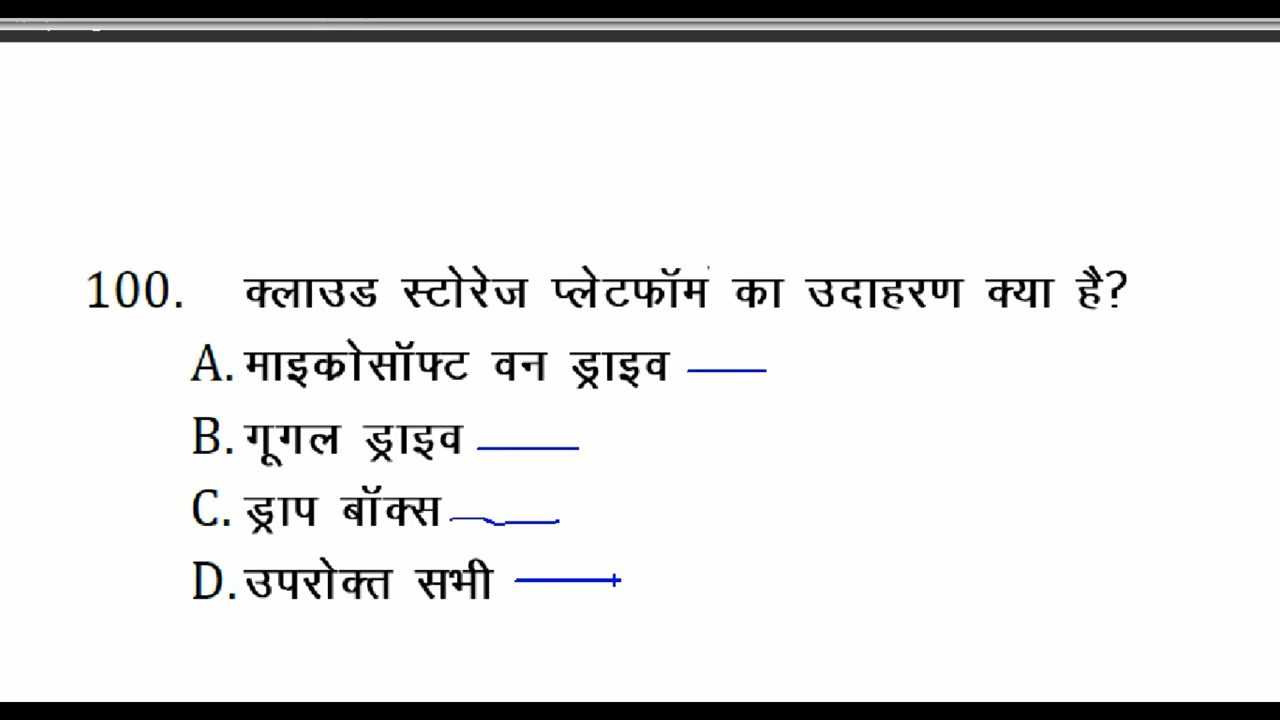 100. क्लाउड स्टोरेज प्लेटफॉर्म का उदाहरण क्या है?
A. माइकोसॉफ्ट वन ड्राइव
B. गूगल ड्राइव
C. ड्राप बॉक्स
D. उपरोक्त सभी